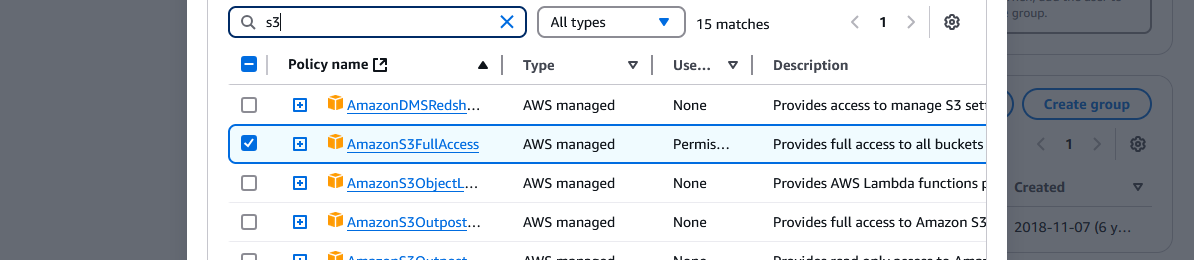 s3
All types
15 matches
1
Policy name
Type
Use...
Description
AmazonDMSRedsh...
AWS managed
None
Provides access to manage S3 sett
AmazonS3FullAccess
AWS managed
Permis...
Provides full access to all buckets
AmazonS3ObjectL...
AWS managed
None
Provides AWS Lambda functions p
AmazonS3Outpost...
AWS managed
None
Provides full access to Amazon S3
group.
Create group
1
Created
2018-11-07 (6 y...